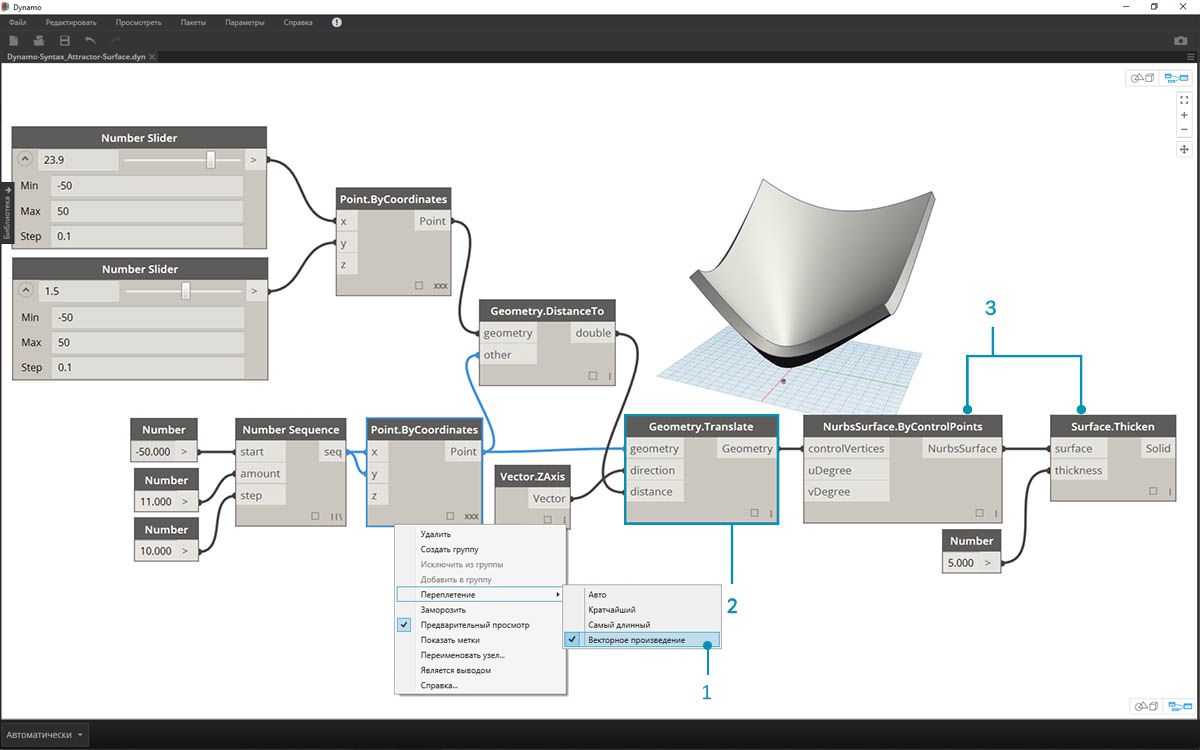 Dynamo
Файл Редактировать Просмотреть Пакеты Параметры Справка
Dynamo-Syntax_Attractor-Surface.dyn
Библиотека
Number Slider
23.9 >
Min -50
Max 50
Step 0.1
Number Slider
1.5 >
Min -50
Max 50
Step 0.1
Point.ByCoordinates
x Point
y
z
xxx
Geometry.DistanceTo
geometry double
other
Number
-50.000 >
Number
11.000 >
Number
10.000 >
Number Sequence
start seq
amount
step
Point.ByCoordinates
x Point
y
z
xxx
Vector.ZAxis
Vector
Geometry.Translate
geometry Geometry
direction
distance
NurbsSurface.ByControlPoints
controlVertices NurbsSurface
uDegree
vDegree
Surface.Thicken
surface Solid
thickness
Number
5.000 >
3
2
1
Удалить
Создать группу
Исключить из группы
Добавить в группу
Переплетение
Заморозить
Предварительный просмотр
Показать метки
Переименовать узел...
Является выводом
Справка...
Авто
Кратчайший
Самый длинный
Векторное произведение
Автоматически